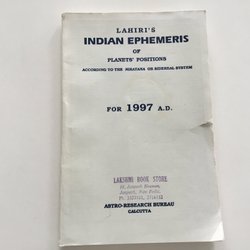 LAHIRI'S
INDIAN EPHEMERIS
OF
PLANETS' POSITIONS
ACCORDING TO THE NIRAYANA OR SIDEREAL SYSTEM
FOR 1997 A.D.
LAKSHMI BOOK STORE
ASTRO-RESEARCH BUREAU
CALCUTTA